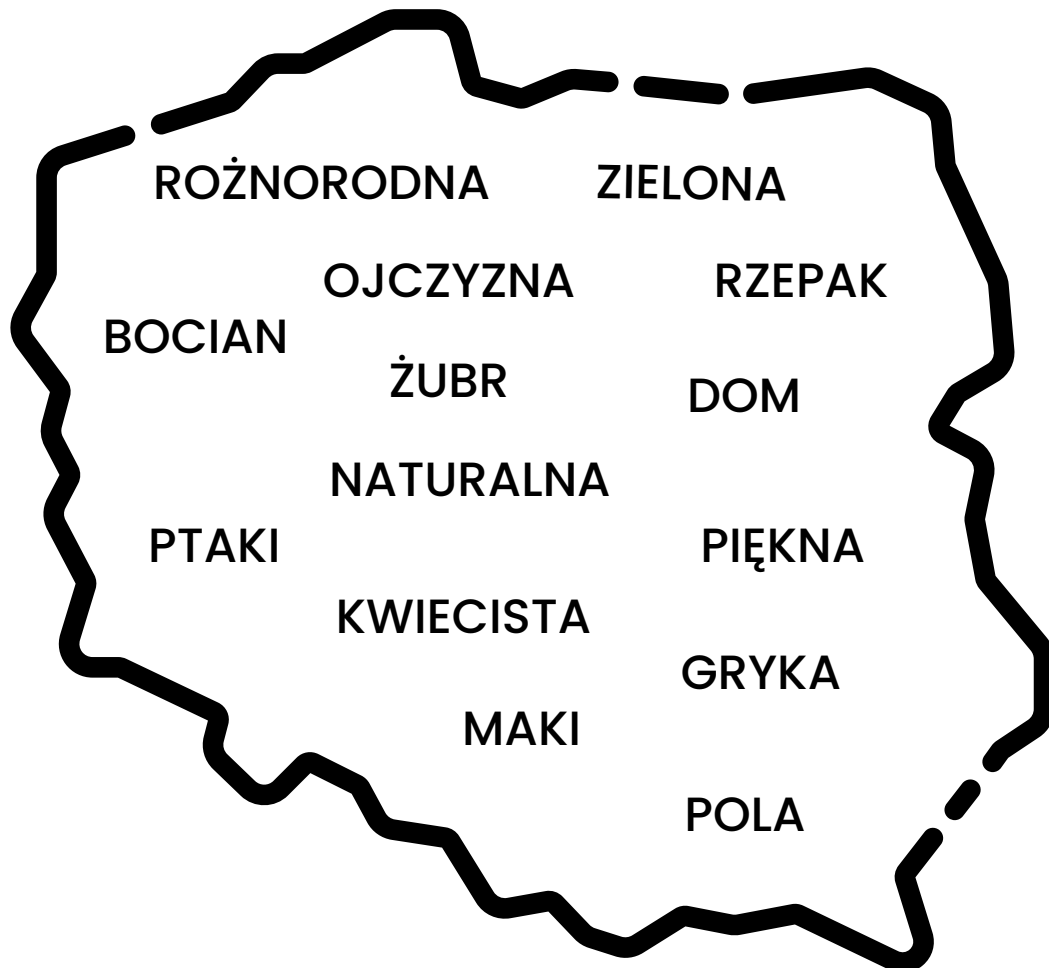 ROŻNORODNA ZIELONA
OJCZYZNA RZEPAK
BOCIAN
ŻUBR DOM
NATURALNA
PTAKI PIĘKNA
KWIECISTA
GRYKA
MAKI
POLA